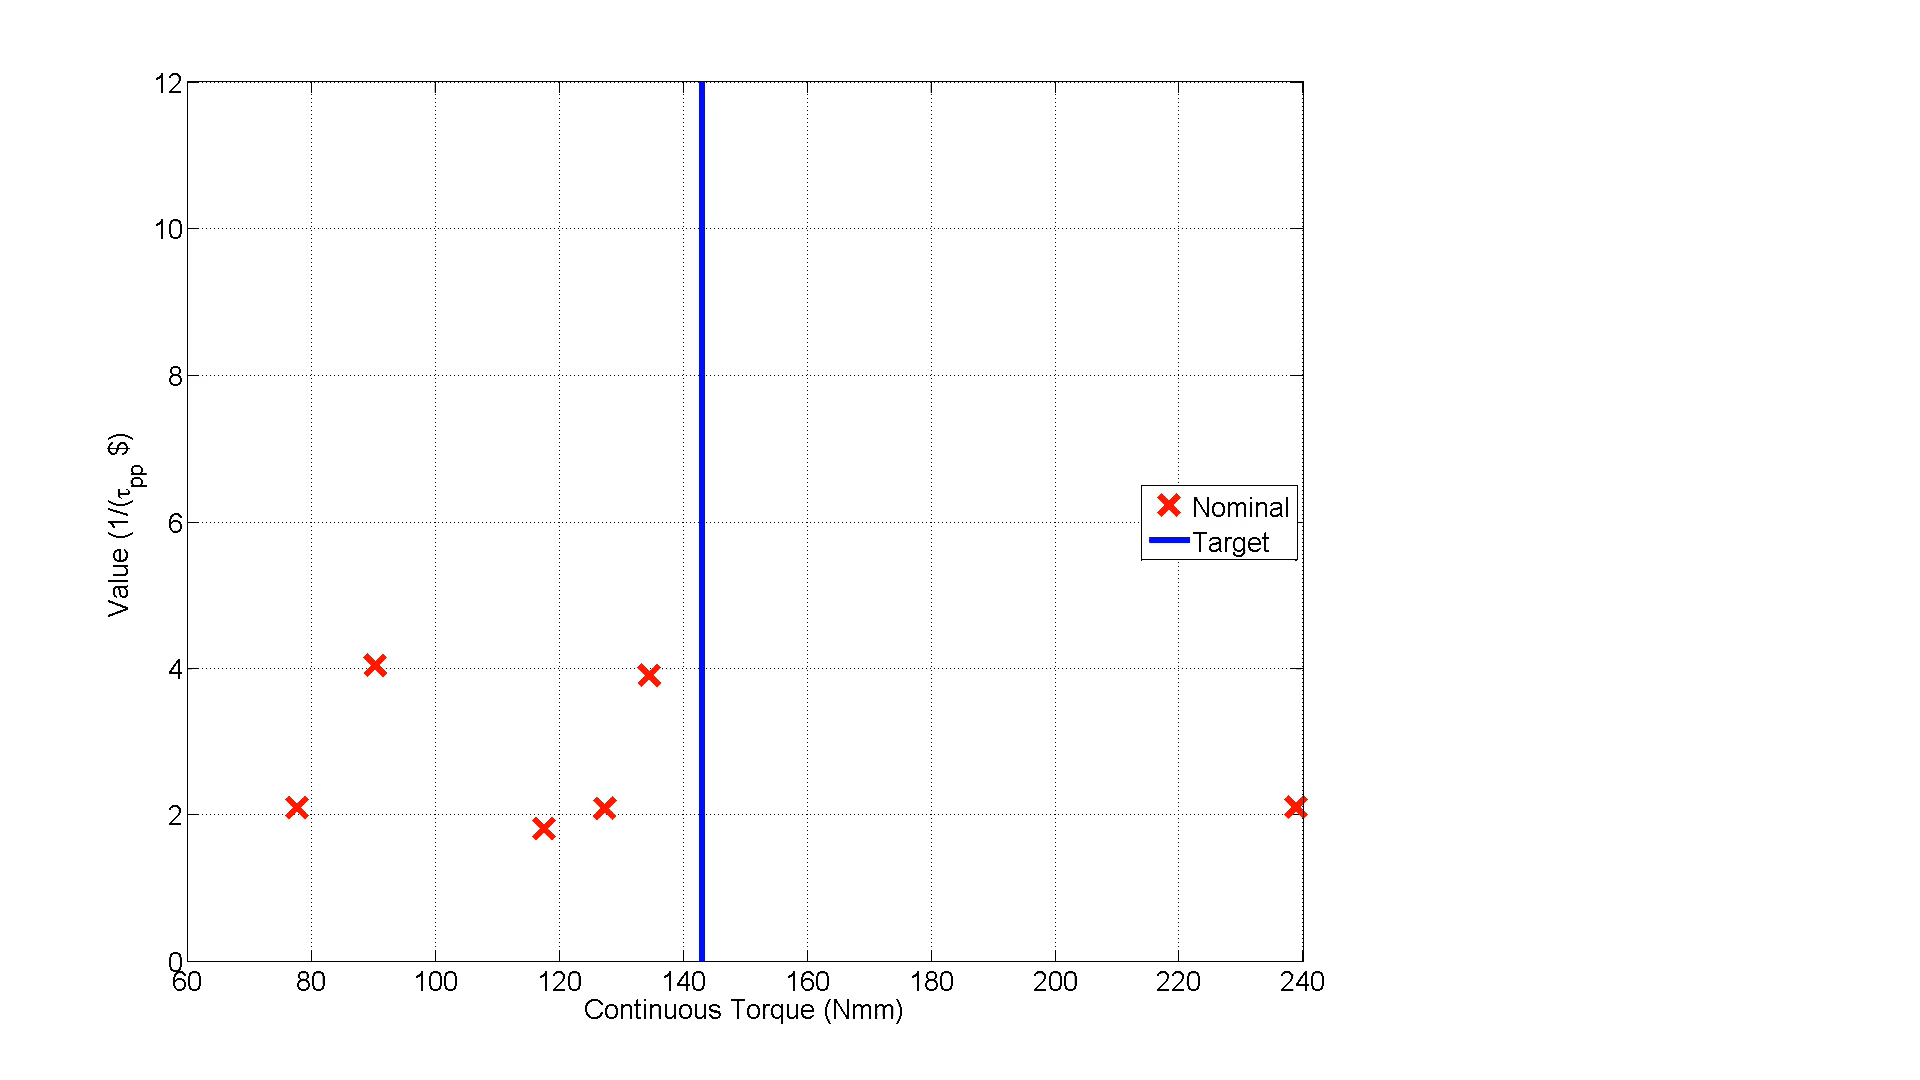 12
10
8
6
4
2
0
Value (1/(τpp $)
60 80 100 120 140 160 180 200 220 240
Continuous Torque (Nmm)
Nominal
Target